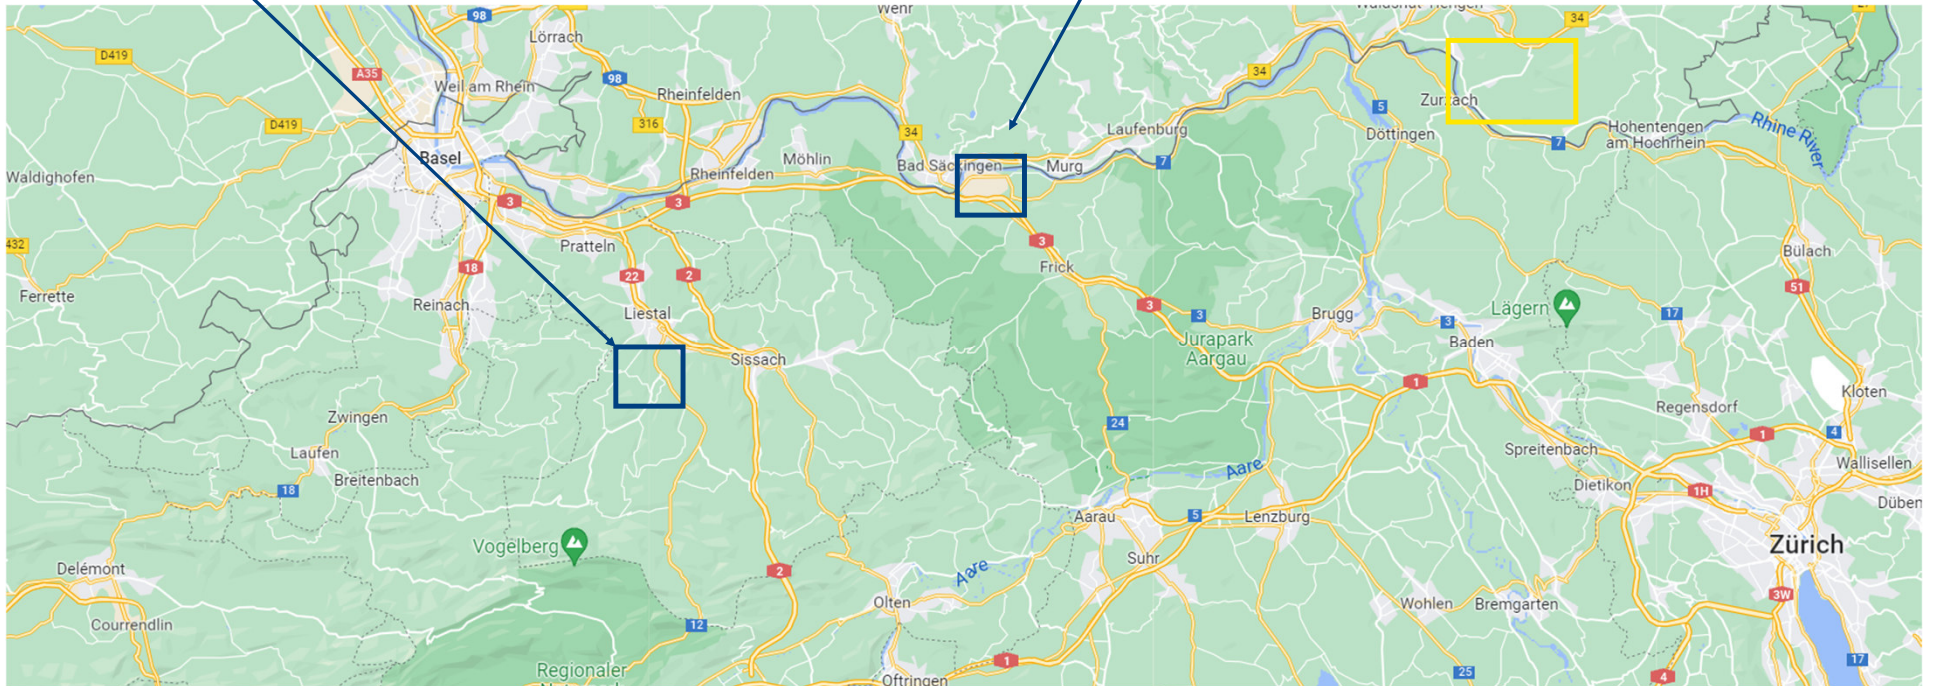 98
Wehr
34
Lörrach
D419
A35
98
Weil am Rhein
Rheinfelden
34
5
Zurzach
D419
316
34
Laufenburg
Döttingen
Hohentengen
am Hochrhein
Rhine River
7
Basel
Möhlin
Bad Säckingen
Murg
7
Waldighofen
Rheinfelden
3
3
432
Pratteln
3
Frick
Bülach
18
22
2
51
Ferrette
Reinach
Liestal
3
3
Brugg
3
Lägern
17
Jurapark
Aargau
Baden
Sissach
1
Kloten
Zwingen
24
Regensdorf
1
4
Laufen
Breitenbach
18
Aare
Spreitenbach
Wallisellen
Dietikon
1H
Düben
Aarau
5
Lenzburg
Vogelberg
Suhr
Zürich
Delémont
2
Aare
3W
Olten
Wohlen
Bremgarten
Courrendlin
12
Regionaler
1
Oftringen
25
4
17